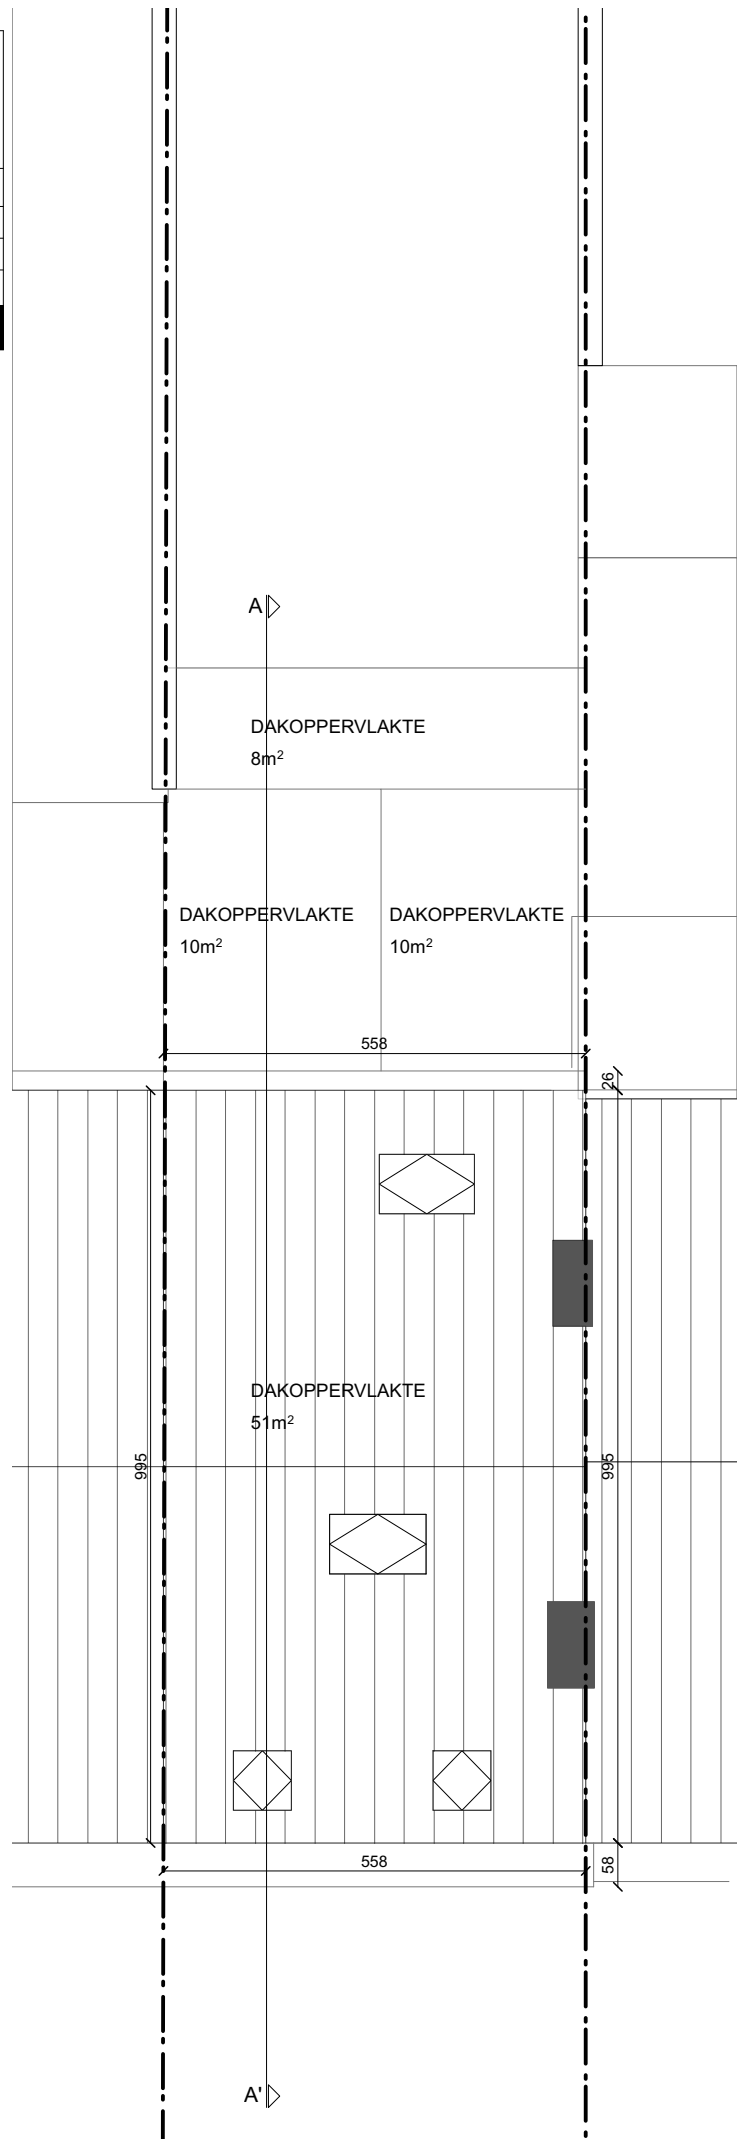 A
DAKOPPERVLAKTE
8m²
DAKOPPERVLAKTE DAKOPPERVLAKTE
10m² 10m²
558
26
DAKOPPERVLAKTE
51m²
995 995
558
58
A'